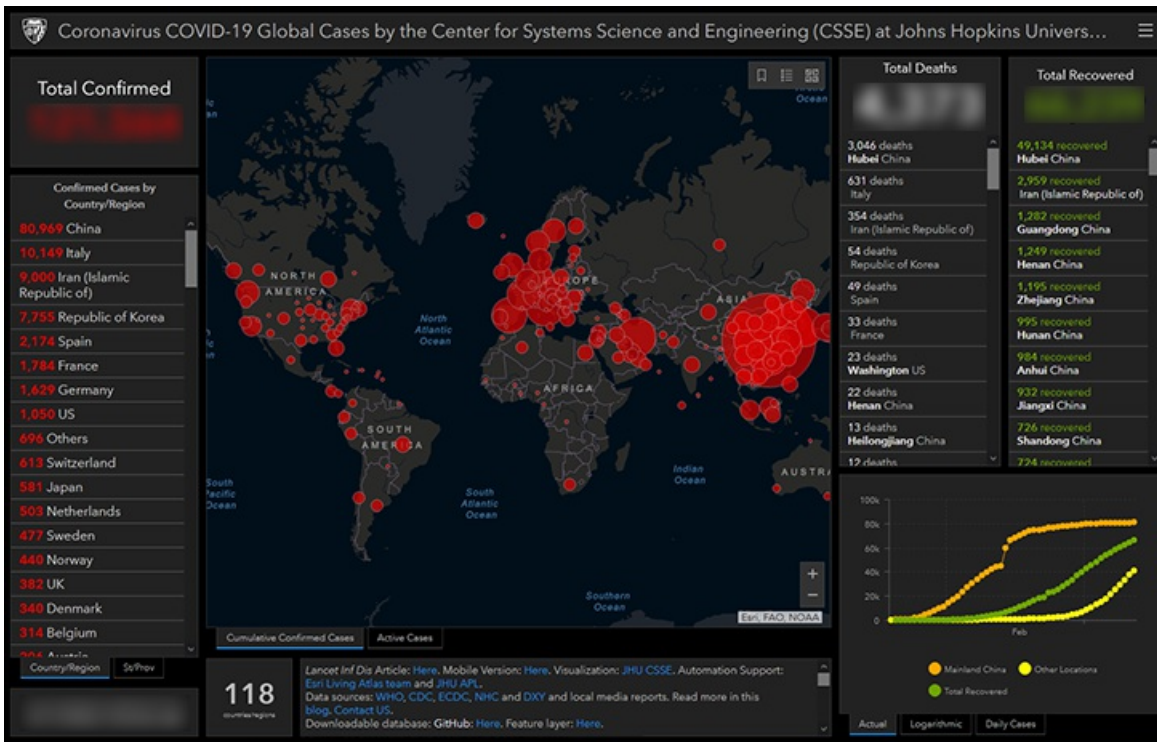 Coronavirus COVID-19 Global Cases by the Center for Systems Science and Engineering (CSSE) at Johns Hopkins Univers...
Total Confirmed
Confirmed Cases by
Country/Region
80,969 China
10,149 Italy
9,000 Iran (Islamic
Republic of)
7,755 Republic of Korea
2,174 Spain
1,784 France
1,629 Germany
1,050 US
696 Others
613 Switzerland
581 Japan
503 Netherlands
477 Sweden
440 Norway
382 UK
340 Denmark
314 Belgium
Country/Region
St/Prov
Ocean
NORTH
AMERICA
North
Atlantic
Ocean
ASIA
AFRICA
SOUTH
AMERICA
South
Pacific
Ocean
South
Atlantic
Ocean
Indian
Ocean
AUSTRA
Southern
Ocean
+
−
Esri, FAO, NOAA
Cumulative Confirmed Cases
Active Cases
118
countries/regions
Lancet Inf Dis Article: Here. Mobile Version: Here. Visualization: JHU CSSE. Automation Support:
Esri Living Atlas team and JHU APL.
Data sources: WHO, CDC, ECDC, NHC and DXY and local media reports. Read more in this
blog. Contact US.
Downloadable database: GitHub: Here. Feature layer: Here.
Total Deaths
3,046 deaths
Hubei China
631 deaths
Italy
354 deaths
Iran (Islamic Republic of)
54 deaths
Republic of Korea
49 deaths
Spain
33 deaths
France
23 deaths
Washington US
22 deaths
Henan China
13 deaths
Heilongjiang China
12 deaths
Total Recovered
49,134 recovered
Hubei China
2,959 recovered
Iran (Islamic Republic of)
1,282 recovered
Guangdong China
1,249 recovered
Henan China
1,195 recovered
Zhejiang China
995 recovered
Hunan China
984 recovered
Anhui China
932 recovered
Jiangxi China
726 recovered
Shandong China
724 recovered
100k
80k
60k
40k
20k
0
Feb
Mainland China
Other Locations
Total Recovered
Actual
Logarithmic
Daily Cases